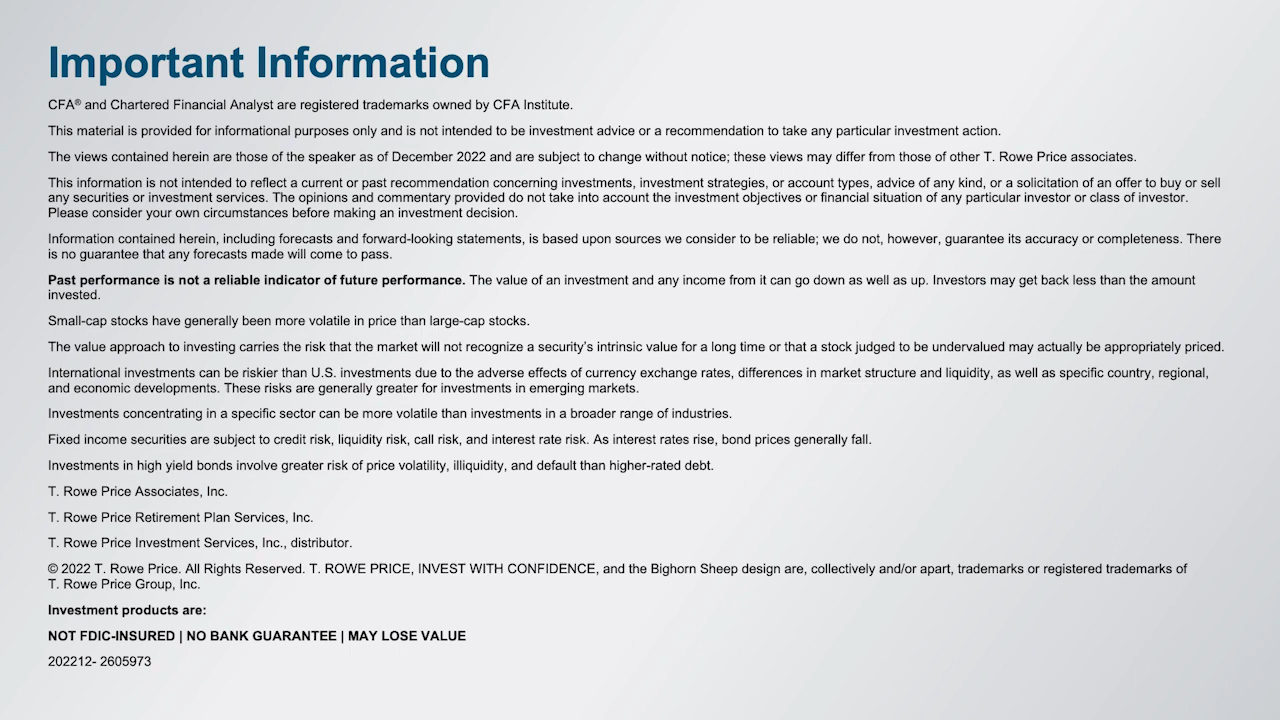 Important Information
CFA® and Chartered Financial Analyst are registered trademarks owned by CFA Institute.
This material is provided for informational purposes only and is not intended to be investment advice or a recommendation to take any particular investment action.
The views contained herein are those of the speaker as of December 2022 and are subject to change without notice; these views may differ from those of other T. Rowe Price associates.
This information is not intended to reflect a current or past recommendation concerning investments, investment strategies, or account types, advice of any kind, or a solicitation of an offer to buy or sell
any securities or investment services. The opinions and commentary provided do not take into account the investment objectives or financial situation of any particular investor or class of investor.
Please consider your own circumstances before making an investment decision.
Information contained herein, including forecasts and forward-looking statements, is based upon sources we consider to be reliable; we do not, however, guarantee its accuracy or completeness. There
is no guarantee that any forecasts made will come to pass.
Past performance is not a reliable indicator of future performance. The value of an investment and any income from it can go down as well as up. Investors may get back less than the amount
invested.
Small-cap stocks have generally been more volatile in price than large-cap stocks.
The value approach to investing carries the risk that the market will not recognize a security’s intrinsic value for a long time or that a stock judged to be undervalued may actually be appropriately priced.
International investments can be riskier than U.S. investments due to the adverse effects of currency exchange rates, differences in market structure and liquidity, as well as specific country, regional,
and economic developments. These risks are generally greater for investments in emerging markets.
Investments concentrating in a specific sector can be more volatile than investments in a broader range of industries.
Fixed income securities are subject to credit risk, liquidity risk, call risk, and interest rate risk. As interest rates rise, bond prices generally fall.
Investments in high yield bonds involve greater risk of price volatility, illiquidity, and default than higher-rated debt.
T. Rowe Price Associates, Inc.
T. Rowe Price Retirement Plan Services, Inc.
T. Rowe Price Investment Services, Inc., distributor.
© 2022 T. Rowe Price. All Rights Reserved. T. ROWE PRICE, INVEST WITH CONFIDENCE, and the Bighorn Sheep design are, collectively and/or apart, trademarks or registered trademarks of
T. Rowe Price Group, Inc.
Investment products are:
NOT FDIC-INSURED | NO BANK GUARANTEE | MAY LOSE VALUE
202212- 2605973